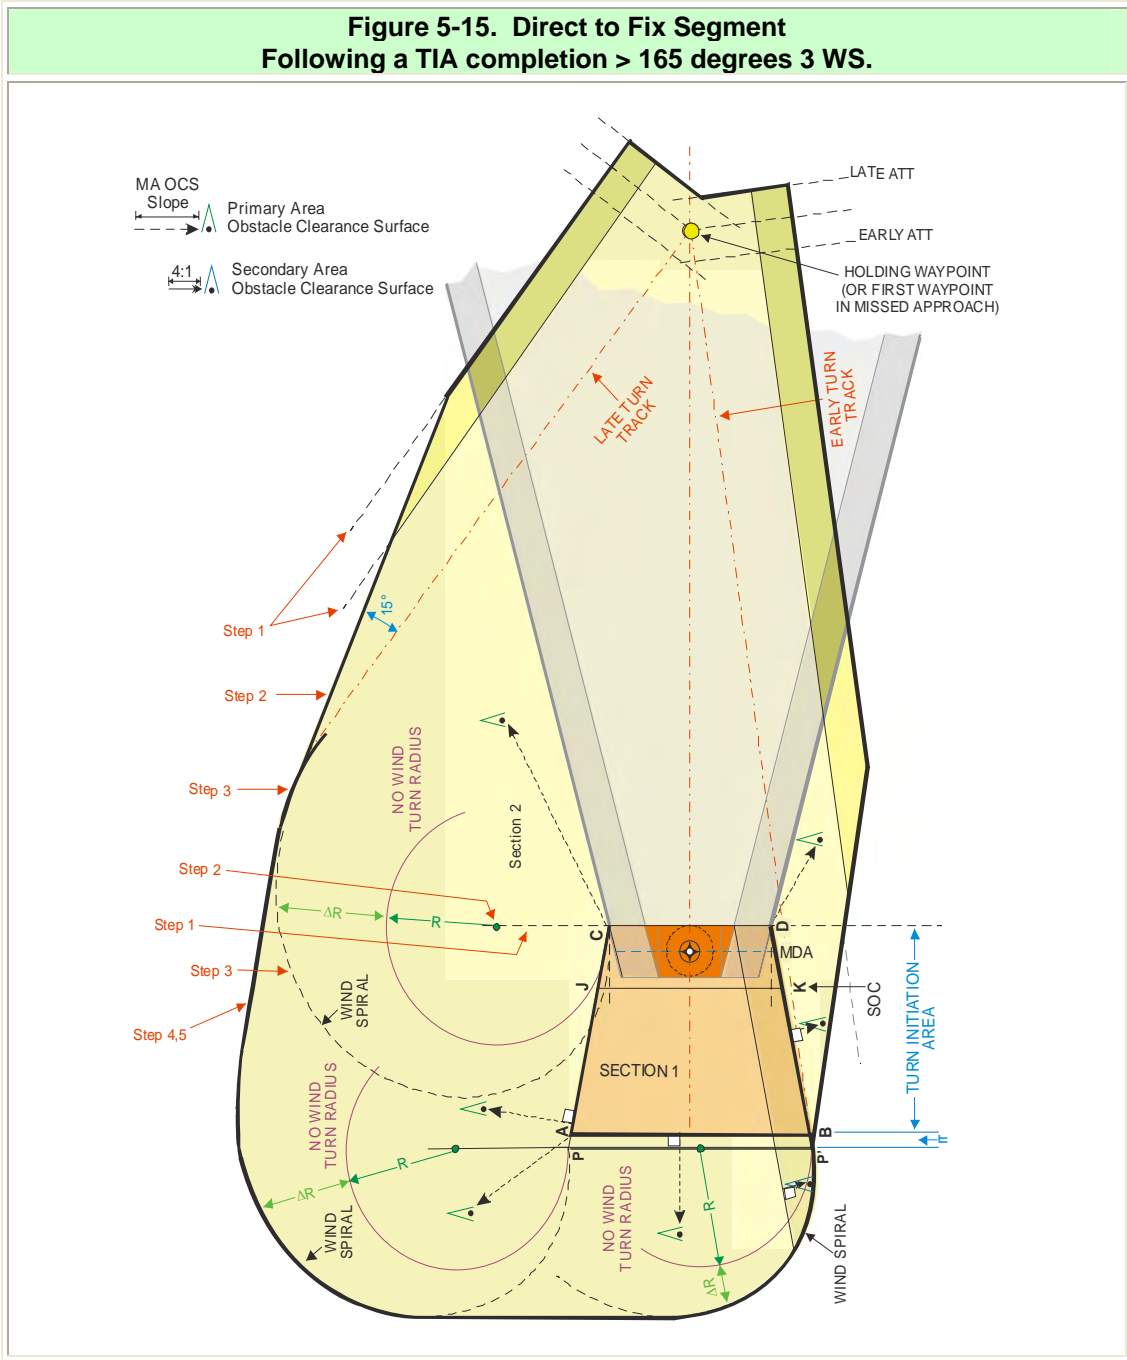 Figure 5-15. Direct to Fix Segment
Following a TIA completion > 165 degrees 3 WS.
MA OCS
Slope
Primary Area
Obstacle Clearance Surface
4:1
Secondary Area
Obstacle Clearance Surface
LATE ATT
EARLY ATT
HOLDING WAYPOINT
(OR FIRST WAYPOINT
IN MISSED APPROACH)
LATE TURN
TRACK
EARLY TURN
TRACK
15°
Step 1
Step 2
Step 3
NO WIND
TURN RADIUS
Section 2
Step 2
ΔR
R
Step 1
C
D
MDA
Step 3
WIND
SPIRAL
J
K
SOC
TURN INITIATION
AREA
Step 4,5
SECTION 1
NO WIND
TURN RADIUS
A
B
rr
P
P'
R
ΔR
WIND
SPIRAL
NO WIND
TURN RADIUS
R
ΔR
WIND SPIRAL